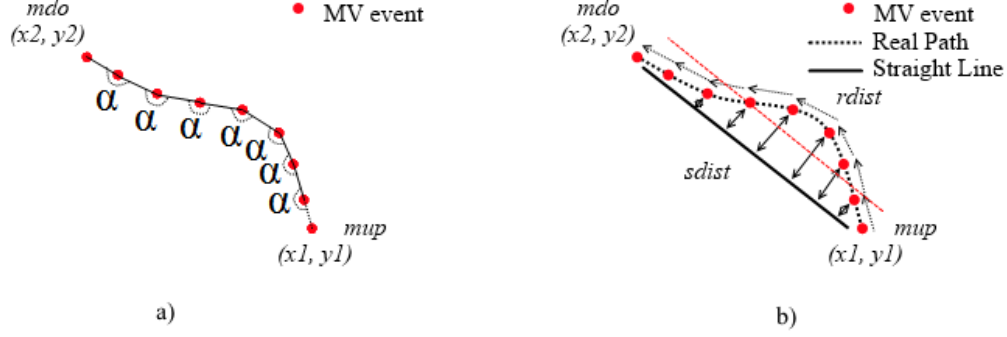 mdo
(x2, y2)
MV event
α
α
α
α
α
α
α
mup
(x1, y1)
a)
mdo
(x2, y2)
MV event
Real Path
Straight Line
rdist
sdist
mup
(x1, y1)
b)